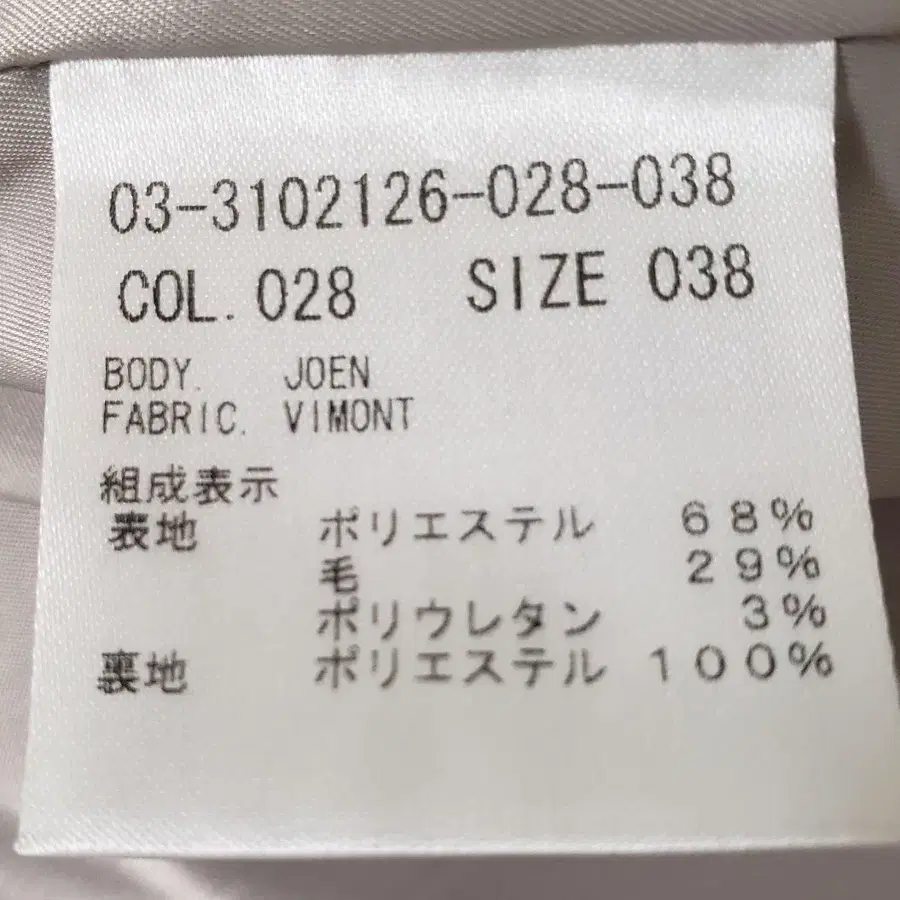 03-3102126-028-038
COL. 028 SIZE 038
BODY. JOEN
FABRIC. VIMONT
組成表示
表地 ポリエステル 68%
毛 29%
ポリウレタン 3%
裏地 ポリエステル 100%